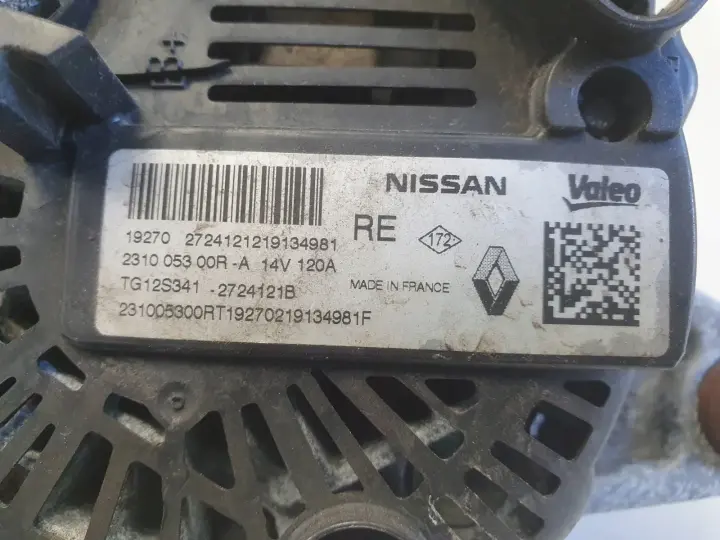 B+
NISSAN
Valeo
19270 2724121219134981
RE
172
2310 053 00R -A 14V 120A
TG12S341 -2724121B
MADE IN FRANCE
231005300RT19270219134981F